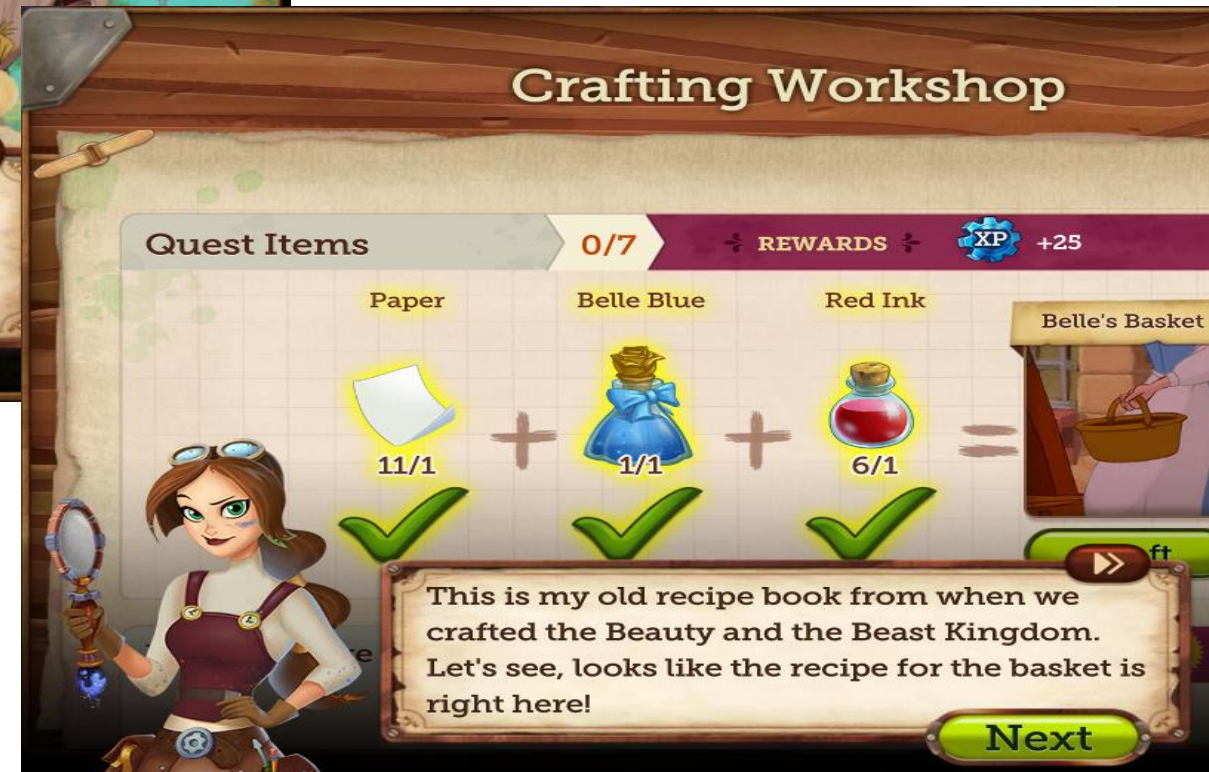 Crafting Workshop
Quest Items 0/7 REWARDS XP +25
Paper Belle Blue Red Ink
Belle's Basket
11/1 1/1 6/1
This is my old recipe book from when we
crafted the Beauty and the Beast Kingdom.
Let's see, looks like the recipe for the basket is
right here!
Next